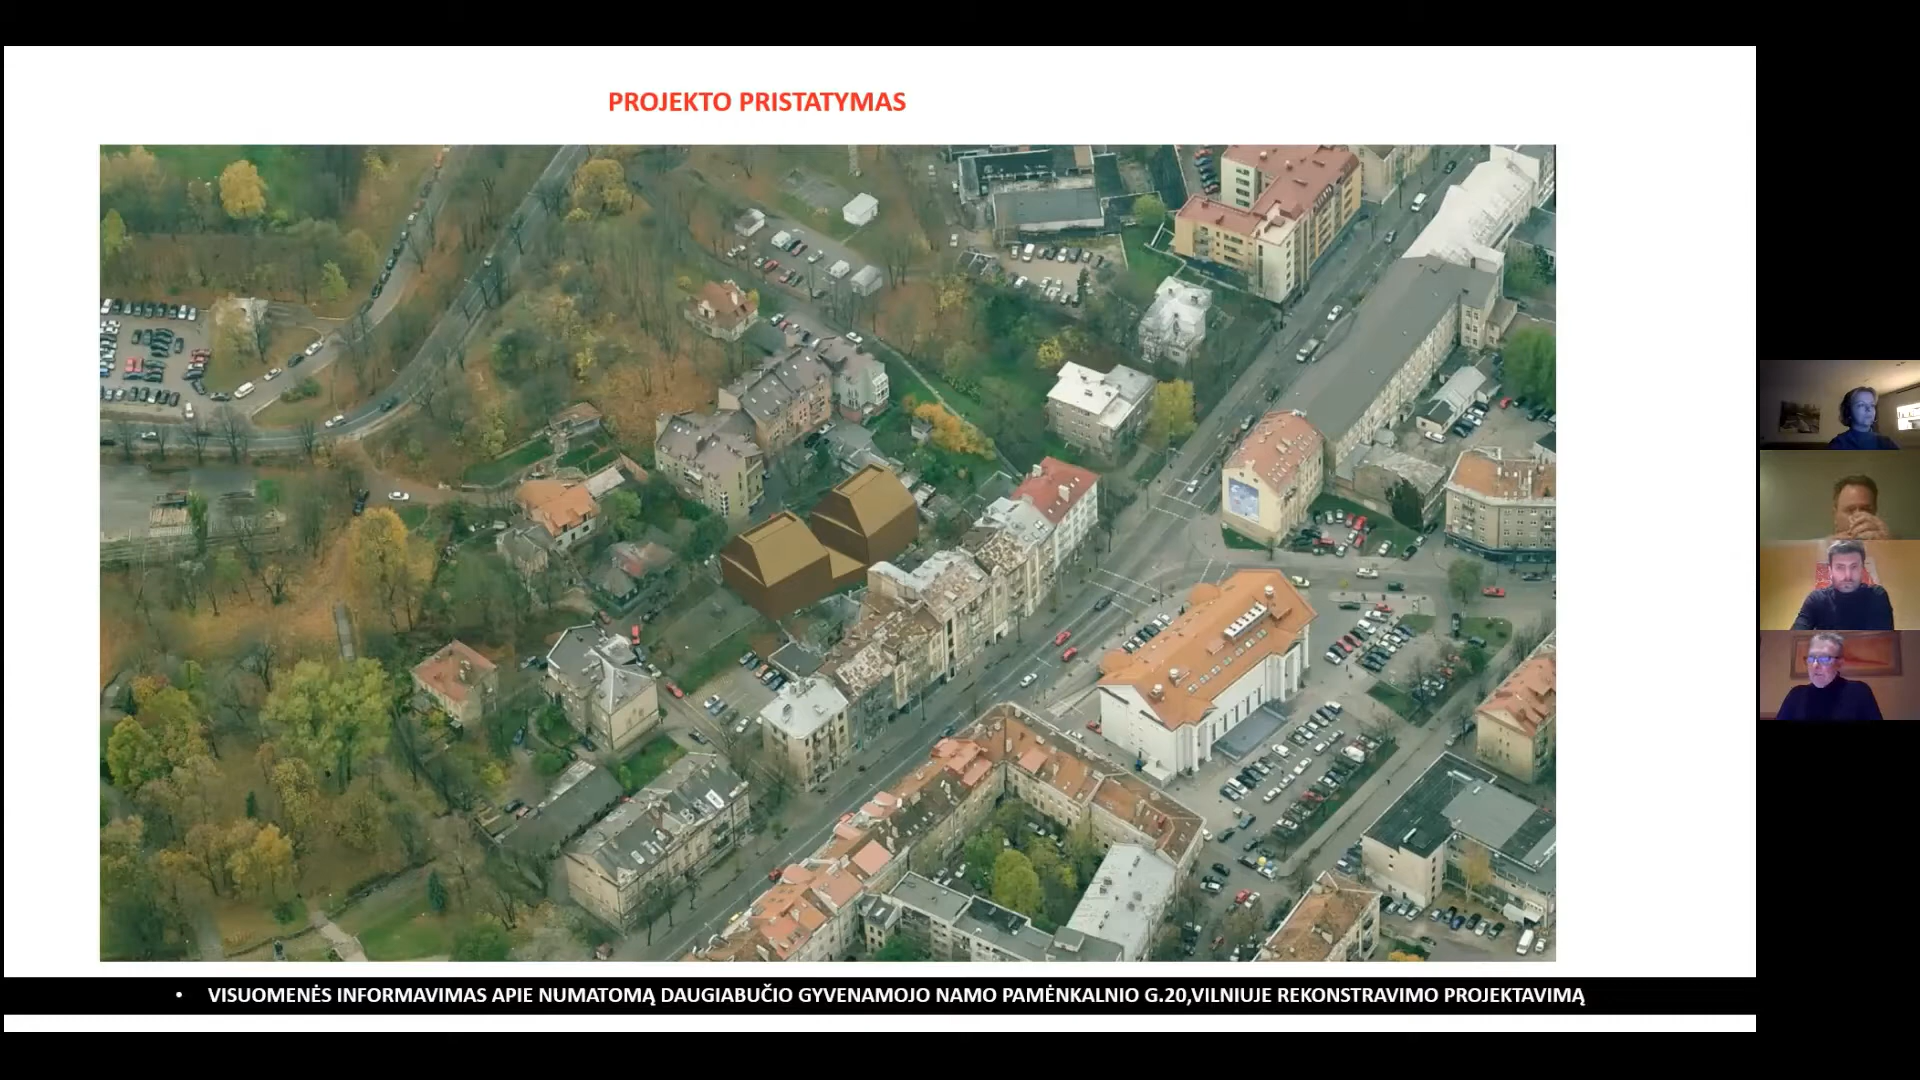 PROJEKTO PRISTATYMAS
• VISUOMENĖS INFORMAVIMAS APIE NUMATOMĄ DAUGIABUČIO GYVENAMOJO NAMO PAMĖNKALNIO G.20,VILNIUJE REKONSTRAVIMO PROJEKTAVIMĄ